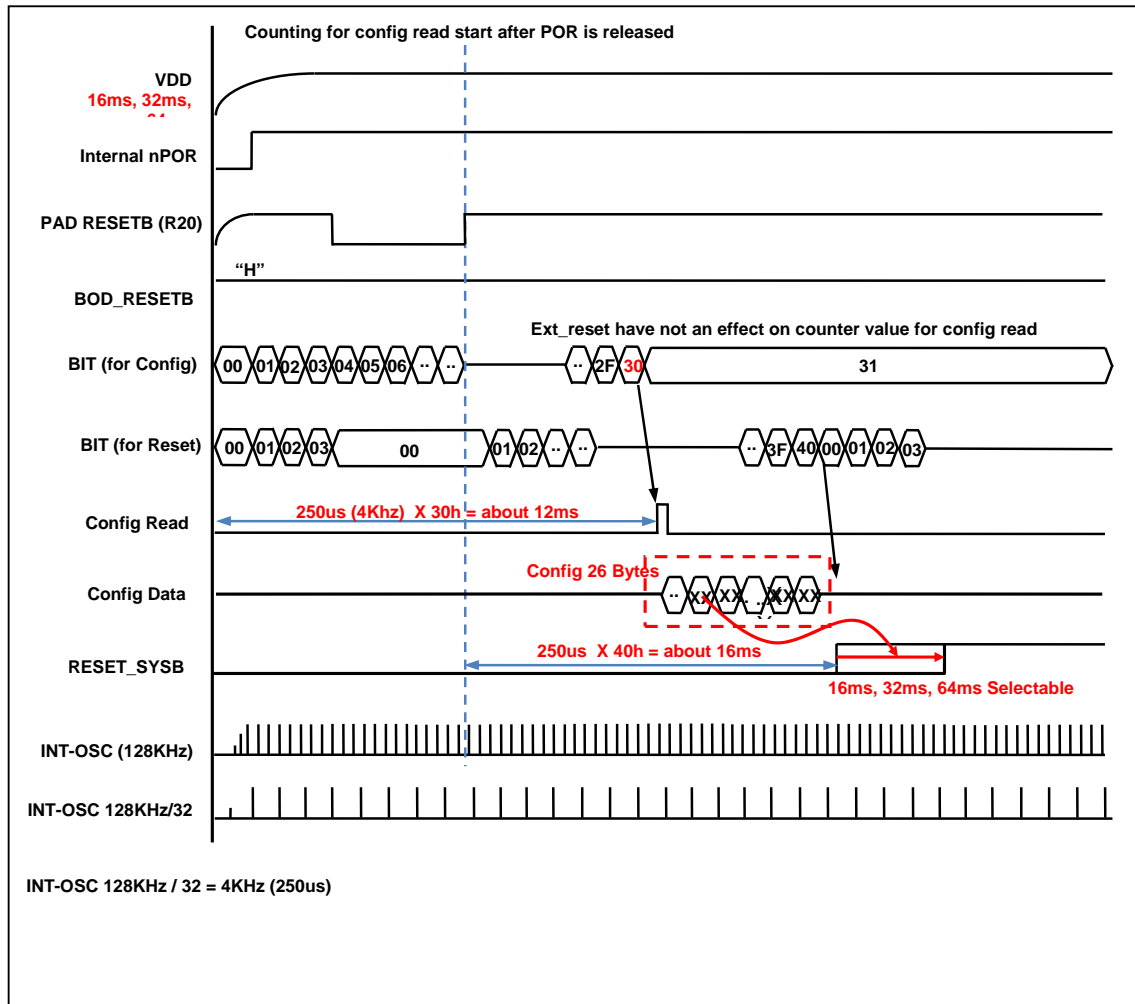 Counting for config read start after POR is released
VDD
16ms, 32ms,
Internal nPOR
PAD RESETB (R20)
“H”
BOD_RESETB
Ext_reset have not an effect on counter value for config read
BIT (for Config) 00 01 02 03 04 05 06 .. .. .. 2F 30 31
BIT (for Reset) 00 01 02 03 00 01 02 .. .. .. 3F 40 00 01 02 03
250us (4Khz) X 30h = about 12ms
Config Read
Config 26 Bytes
Config Data .. XX XX .. XX XX
250us X 40h = about 16ms
RESET_SYSB
16ms, 32ms, 64ms Selectable
INT-OSC (128KHz)
INT-OSC 128KHz/32
INT-OSC 128KHz / 32 = 4KHz (250us)